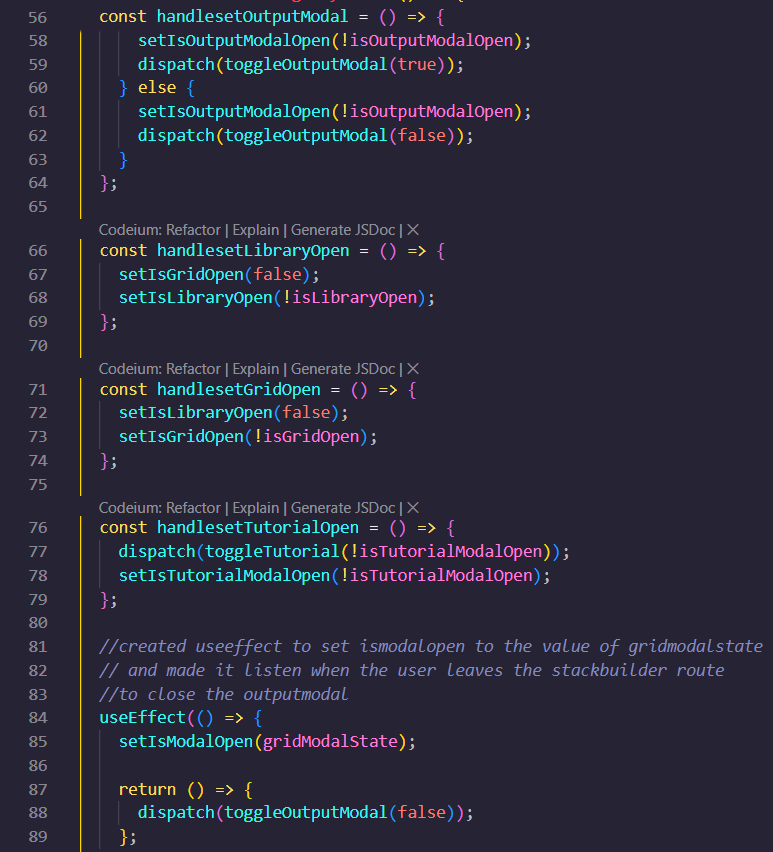 56 const handlesetOutputModal = () => {
58 setIsOutputModalOpen(!isOutputModalOpen);
59 dispatch(toggleOutputModal(true));
60 } else {
61 setIsOutputModalOpen(!isOutputModalOpen);
62 dispatch(toggleOutputModal(false));
63 }
64 };
65
Codeium: Refactor | Explain | Generate JSDoc | ×
66 const handlesetLibraryOpen = () => {
67 setIsGridOpen(false);
68 setIsLibraryOpen(!isLibraryOpen);
69 };
70
Codeium: Refactor | Explain | Generate JSDoc | ×
71 const handlesetGridOpen = () => {
72 setIsLibraryOpen(false);
73 setIsGridOpen(!isGridOpen);
74 };
75
Codeium: Refactor | Explain | Generate JSDoc | ×
76 const handlesetTutorialOpen = () => {
77 dispatch(toggleTutorial(!isTutorialModalOpen));
78 setIsTutorialModalOpen(!isTutorialModalOpen);
79 };
80
81 //created useeffect to set ismodalopen to the value of gridmodalstate
82 // and made it listen when the user leaves the stackbuilder route
83 //to close the outputmodal
84 useEffect(() => {
85 setIsModalOpen(gridModalState);
86
87 return () => {
88 dispatch(toggleOutputModal(false));
89 };